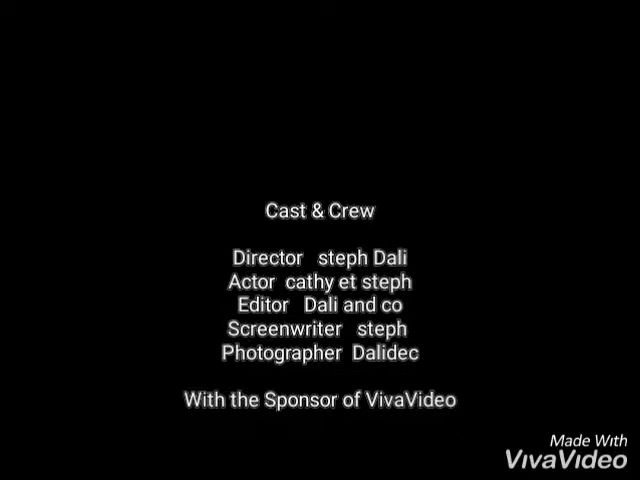 Cast & Crew
Director steph Dali
Actor cathy et steph
Editor Dali and co
Screenwriter steph
Photographer Dalidec
With the Sponsor of VivaVideo
Made With
VivaVideo